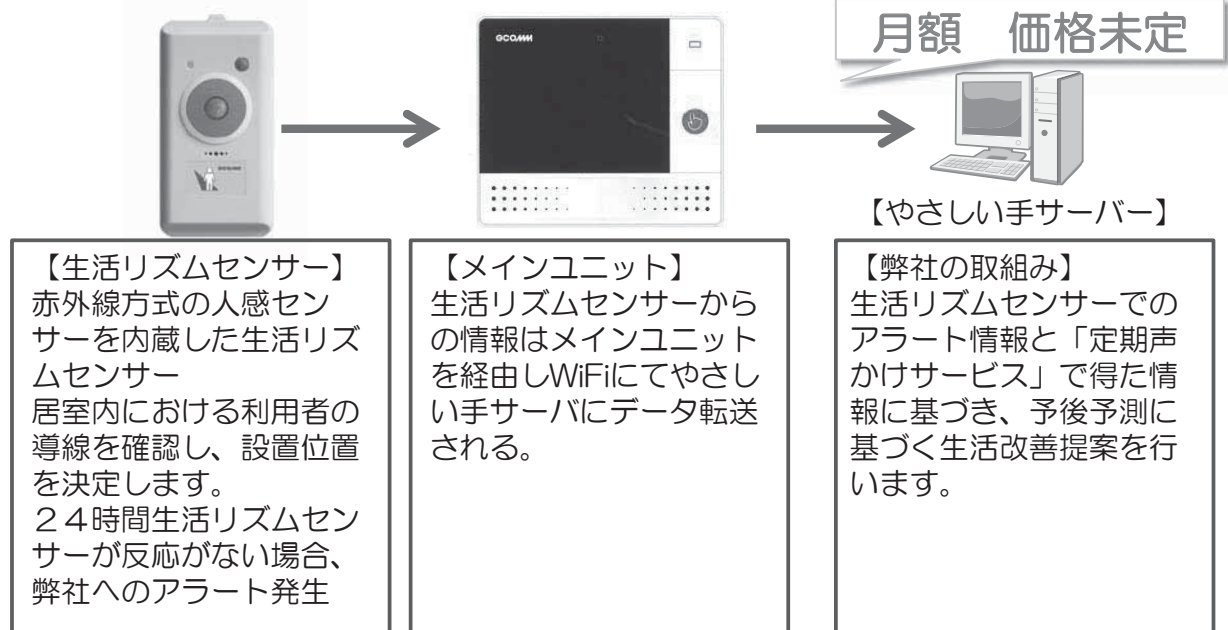 月額 価格未定
GCOMM
【やさしい手サーバー】
【生活リズムセンサー】
赤外線方式の人感セン
サーを内蔵した生活リズ
ムセンサー
居室内における利用者の
導線を確認し、設置位置
を決定します。
２４時間生活リズムセン
サーが反応がない場合、
弊社へのアラート発生
【メインユニット】
生活リズムセンサーから
の情報はメインユニット
を経由しWiFiにてやさし
い手サーバにデータ転送
される。
【弊社の取組み】
生活リズムセンサーでの
アラート情報と「定期声
かけサービス」で得た情
報に基づき、予後予測に
基づく生活改善提案を行
います。